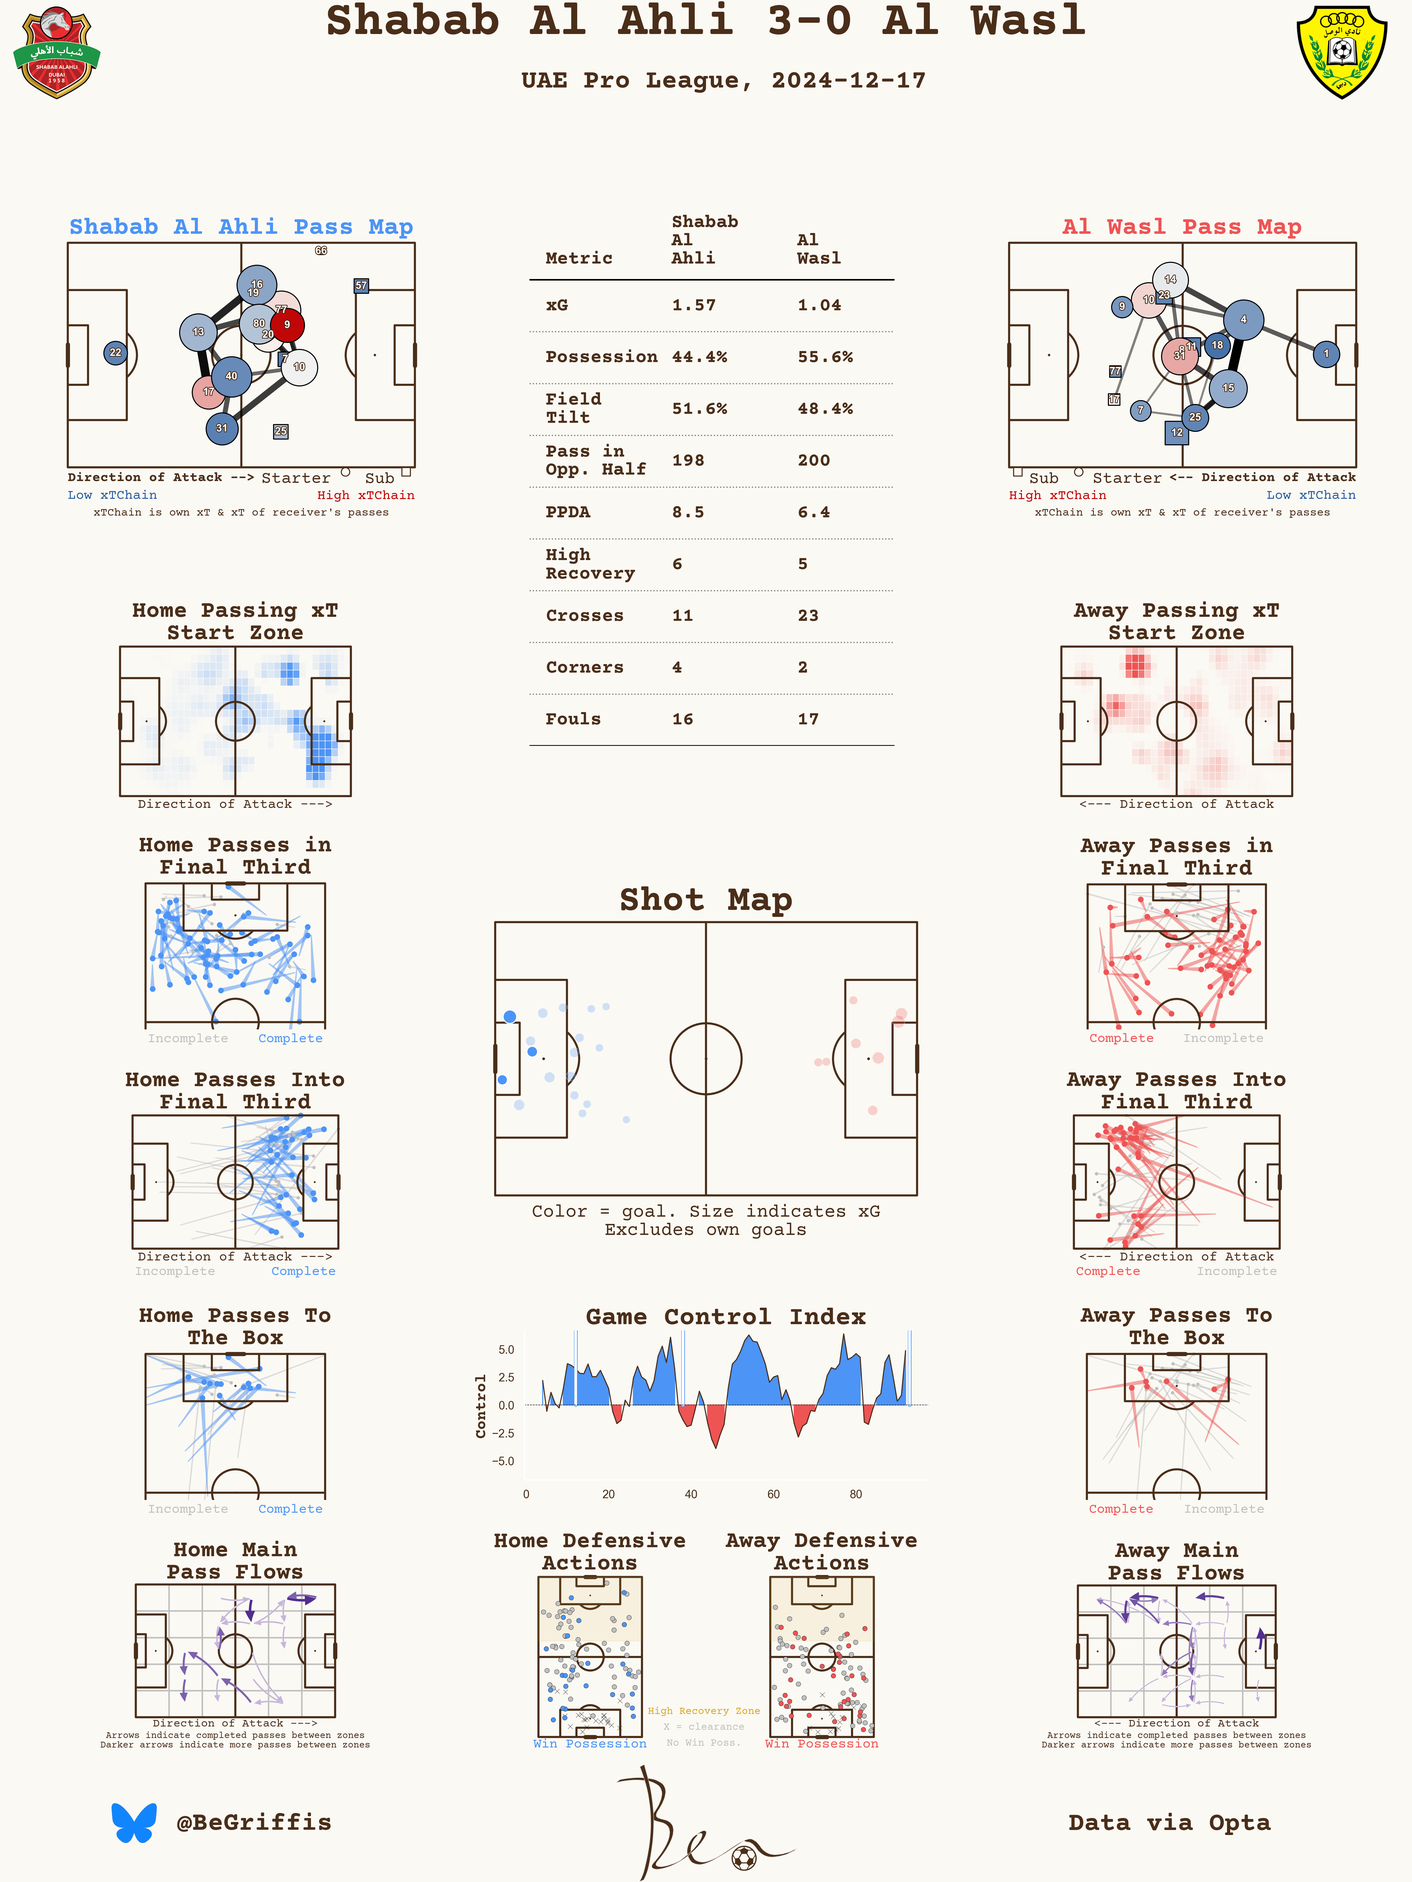 Shabab Al Ahli 3-0 Al Wasl
UAE Pro League, 2024-12-17
شباب الأهلي
SHABAB ALAHLI
DUBAI
1958
نادي الوصل
دبي
Shabab Al Ahli Pass Map
66
57
16
19
77
80
9
20
13
7
10
22
40
17
31
25
Direction of Attack --> Starter Sub
Low xTChain High xTChain
xTChain is own xT & xT of receiver's passes
Metric Shabab Al Ahli Al Wasl
xG 1.57 1.04
Possession 44.4% 55.6%
Field Tilt 51.6% 48.4%
Pass in Opp. Half 198 200
PPDA 8.5 6.4
High Recovery 6 5
Crosses 11 23
Corners 4 2
Fouls 16 17
Al Wasl Pass Map
14
23
10
9
4
11
18
8
31
1
77
17
15
7
25
12
Sub Starter <-- Direction of Attack
High xTChain Low xTChain
xTChain is own xT & xT of receiver's passes
Home Passing xT
Start Zone
Direction of Attack --->
Away Passing xT
Start Zone
<--- Direction of Attack
Home Passes in
Final Third
Incomplete Complete
Away Passes in
Final Third
Complete Incomplete
Shot Map
Color = goal. Size indicates xG
Excludes own goals
Home Passes Into
Final Third
Direction of Attack --->
Incomplete Complete
Away Passes Into
Final Third
<--- Direction of Attack
Complete Incomplete
Home Passes To
The Box
Incomplete Complete
Game Control Index
Control
5.0
2.5
0.0
−2.5
−5.0
0 20 40 60 80
Away Passes To
The Box
Complete Incomplete
Home Main
Pass Flows
Direction of Attack --->
Arrows indicate completed passes between zones
Darker arrows indicate more passes between zones
Home Defensive
Actions
Win Possession
High Recovery Zone
X = clearance
No Win Poss.
Away Defensive
Actions
Win Possession
Away Main
Pass Flows
<--- Direction of Attack
Arrows indicate completed passes between zones
Darker arrows indicate more passes between zones
@BeGriffis
Ben
Data via Opta